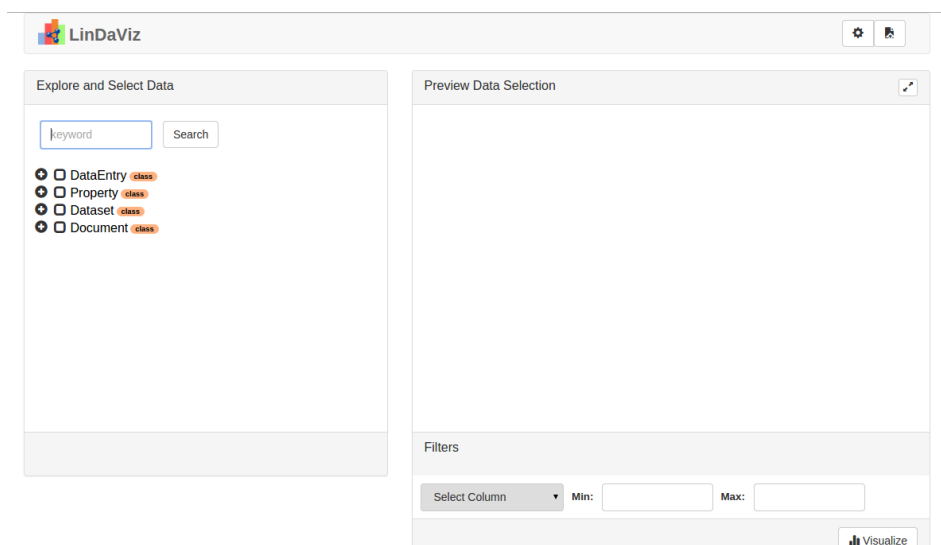 LinDaViz
Explore and Select Data
Preview Data Selection
keyword
Search
DataEntry class
Property class
Dataset class
Document class
Filters
Select Column
Min:
Max:
Visualize